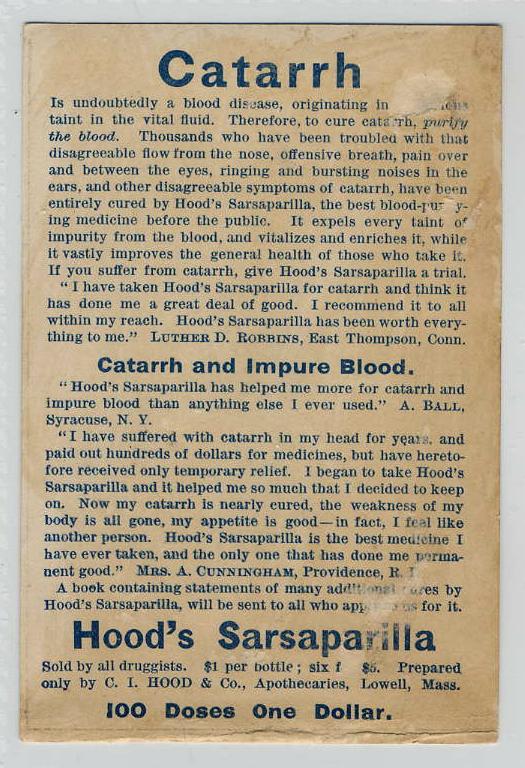 Catarrh
Is undoubtedly a blood disease, originating in
taint in the vital fluid. Therefore, to cure catarrh, purify
the blood. Thousands who have been troubled with that
disagreeable flow from the nose, offensive breath, pain over
and between the eyes, ringing and bursting noises in the
ears, and other disagreeable symptoms of catarrh, have been
entirely cured by Hood's Sarsaparilla, the best blood-purify-
ing medicine before the public. It expels every taint of
impurity from the blood, and vitalizes and enriches it, while
it vastly improves the general health of those who take it.
If you suffer from catarrh, give Hood's Sarsaparilla a trial.
"I have taken Hood's Sarsaparilla for catarrh and think it
has done me a great deal of good. I recommend it to all
within my reach. Hood's Sarsaparilla has been worth every-
thing to me." LUTHER D. ROBBINS, East Thompson, Conn.
Catarrh and Impure Blood.
"Hood's Sarsaparilla has helped me more for catarrh and
impure blood than anything else I ever used." A. BALL,
Syracuse, N. Y.
"I have suffered with catarrh in my head for years, and
paid out hundreds of dollars for medicines, but have hereto-
fore received only temporary relief. I began to take Hood's
Sarsaparilla and it helped me so much that I decided to keep
on. Now my catarrh is nearly cured, the weakness of my
body is all gone, my appetite is good—in fact, I feel like
another person. Hood's Sarsaparilla is the best medicine I
have ever taken, and the only one that has done me perma-
nent good." MRS. A. CUNNINGHAM, Providence, R. I.
A book containing statements of many additional cures by
Hood's Sarsaparilla, will be sent to all who for it.
Hood's Sarsaparilla
Sold by all druggists. $1 per bottle; six $5. Prepared
only by C. I. HOOD & Co., Apothecaries, Lowell, Mass.
100 Doses One Dollar.